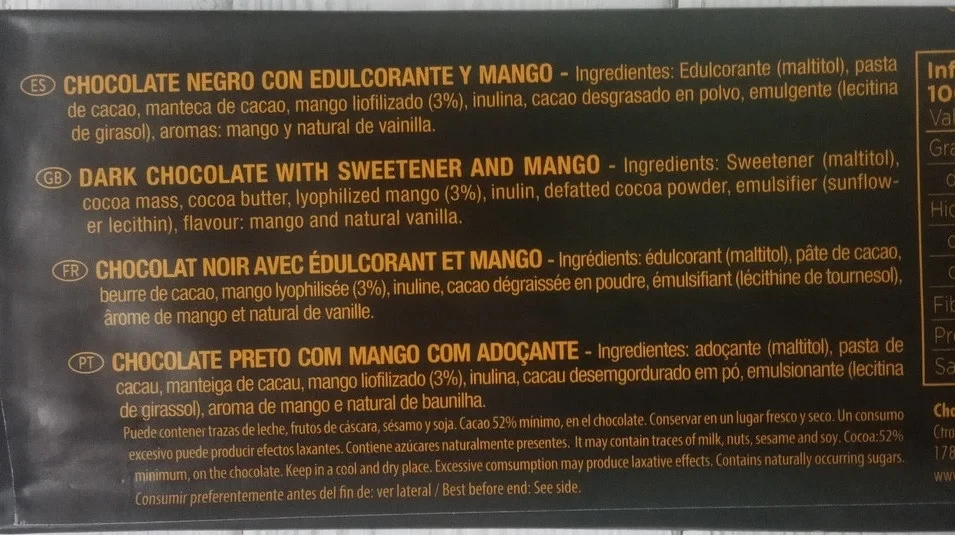 ES CHOCOLATE NEGRO CON EDULCORANTE Y MANGO - Ingredientes: Edulcorante (maltitol), pasta
de cacao, manteca de cacao, mango liofilizado (3%), inulina, cacao desgrasado en polvo, emulgente (lecitina
de girasol), aromas: mango y natural de vainilla.
GB DARK CHOCOLATE WITH SWEETENER AND MANGO - Ingredients: Sweetener (maltitol),
cocoa mass, cocoa butter, lyophilized mango (3%), inulin, defatted cocoa powder, emulsifier (sunflow-
er lecithin), flavour: mango and natural vanilla.
FR CHOCOLAT NOIR AVEC ÉDULCORANT ET MANGO - Ingrédients: édulcorant (maltitol), pâte de cacao,
beurre de cacao, mango lyophilisée (3%), inuline, cacao dégraissée en poudre, émulsifiant (lécithine de tournesol),
ârome de mango et natural de vanille.
PT CHOCOLATE PRETO COM MANGO COM ADOÇANTE - Ingredientes: adoçante (maltitol), pasta de
cacau, manteiga de cacau, mango liofilizado (3%), inulina, cacau desemgordurado em pó, emulsionante (lecitina
de girassol), aroma de mango e natural de baunilha.
Puede contener trazas de leche, frutos de cáscara, sésamo y soja. Cacao 52% mínimo, en el chocolate. Conservar en un lugar fresco y seco. Un consumo
excesivo puede producir efectos laxantes. Contiene azúcares naturalmente presentes. It may contain traces of milk, nuts, sesame and soy. Cocoa:52%
minimum, on the chocolate. Keep in a cool and dry place. Excessive comsumption may produce laxative effects. Contains naturally occurring sugars.
Consumir preferentemente antes del fin de: ver lateral / Best before end: See side.